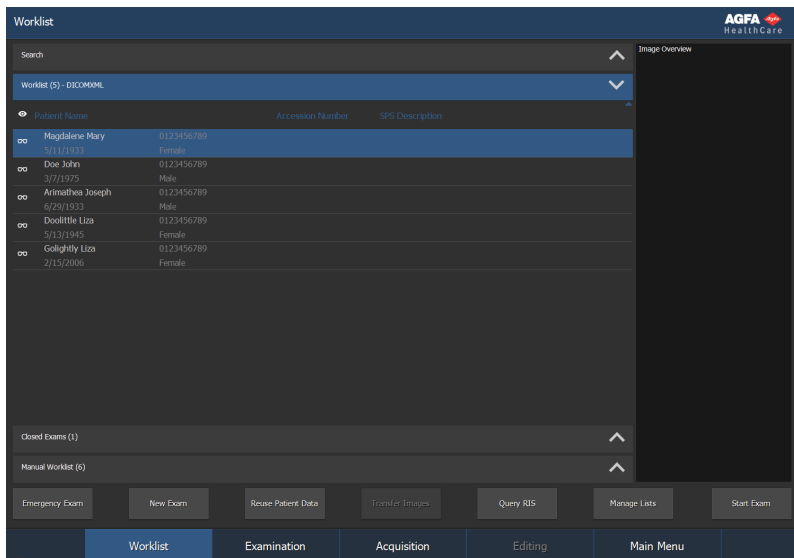 Worklist
AGFA
HealthCare
Search
Image Overview
Worklist (5) - DICOMXML
Patient Name Accession Number SPS Description
Magdalene Mary 0123456789
5/11/1933 Female
Doe John 0123456789
3/7/1975 Male
Arimathea Joseph 0123456789
6/29/1933 Male
Doolittle Liza 0123456789
5/13/1945 Female
Golightly Liza 0123456789
2/15/2006 Female
Closed Exams (1)
Manual Worklist (6)
Emergency Exam New Exam Reuse Patient Data Transfer Images Query RIS Manage Lists Start Exam
Worklist Examination Acquisition Editing Main Menu